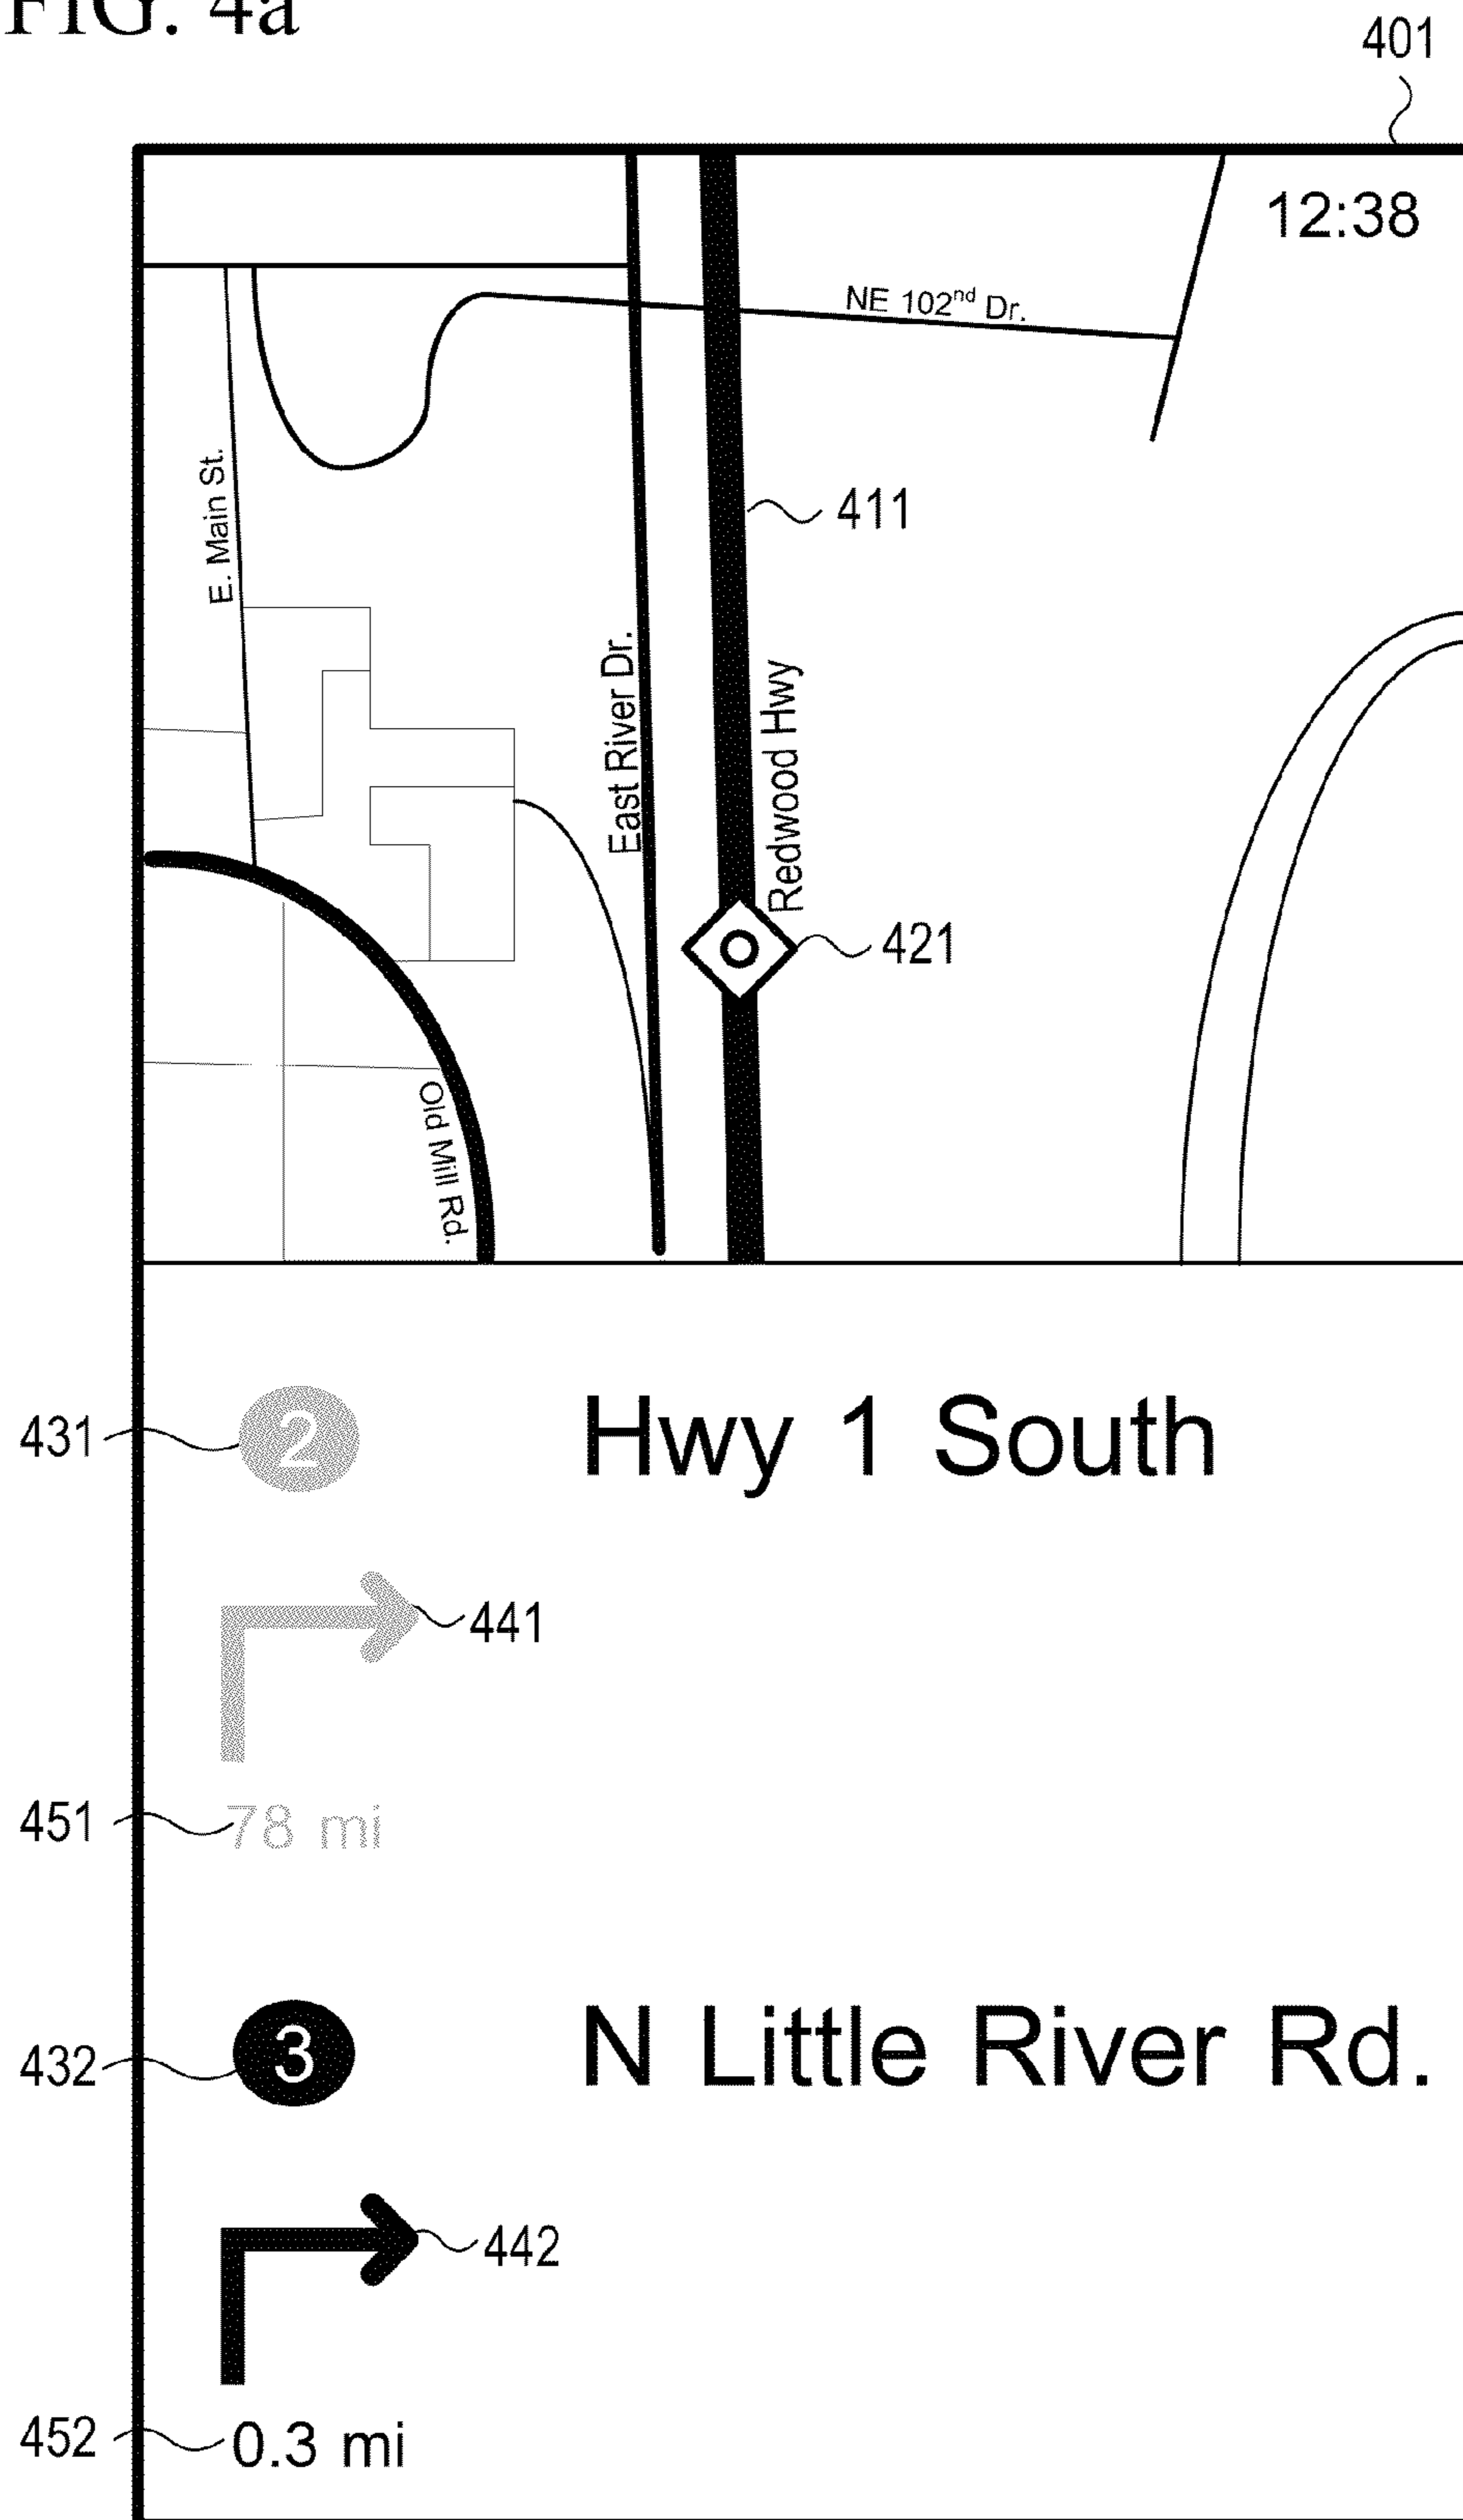 FIG. 4a
401
12:38
NE 102nd Dr.
E. Main St.
411
East River Dr.
Redwood Hwy
421
Old Mill Rd.
431
2
Hwy 1 South
441
451
78 mi
432
3
N Little River Rd.
442
452
0.3 mi